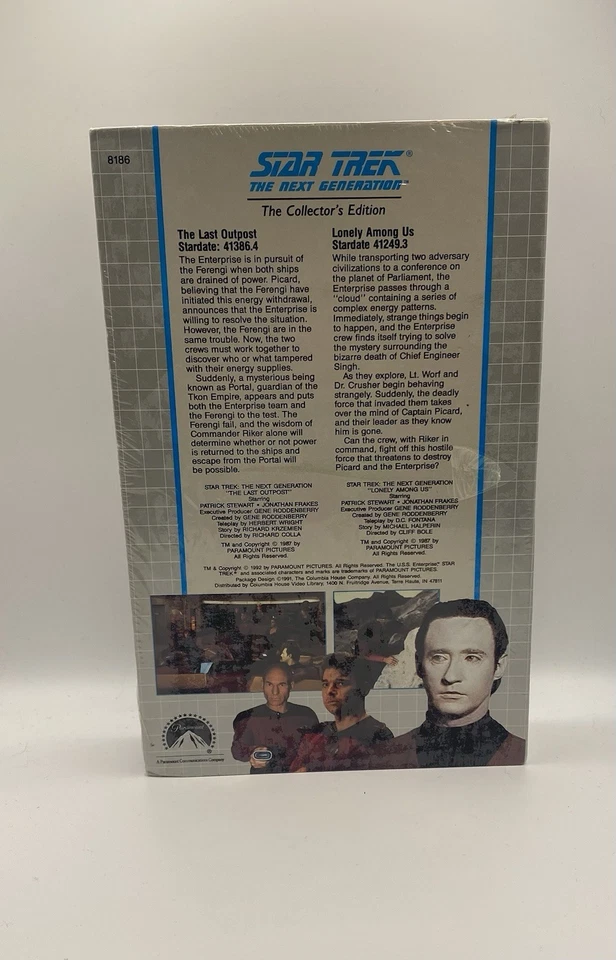 8186
STAR TREK®
THE NEXT GENERATION™
The Collector's Edition
The Last Outpost
Stardate: 41386.4
The Enterprise is in pursuit of
the Ferengi when both ships
are drained of power. Picard,
believing that the Ferengi have
initiated this energy withdrawal,
announces that the Enterprise is
willing to resolve the situation.
However, the Ferengi are in the
same trouble. Now, the two
crews must work together to
discover who or what tampered
with their energy supplies.
Suddenly, a mysterious being
known as Portal, guardian of the
Tkon Empire, appears and puts
both the Enterprise team and
the Ferengi to the test. The
Ferengi fail, and the wisdom of
Commander Riker alone will
determine whether or not power
is returned to the ships and
escape from the Portal will
be possible.
STAR TREK: THE NEXT GENERATION
"THE LAST OUTPOST"
Starring
PATRICK STEWART • JONATHAN FRAKES
Executive Producer GENE RODDENBERRY
Created by GENE RODDENBERRY
Teleplay by HERBERT WRIGHT
Story by RICHARD KRZEMIEN
Directed by RICHARD COLLA
TM and Copyright © 1987 by
PARAMOUNT PICTURES
All Rights Reserved.
Lonely Among Us
Stardate 41249.3
While transporting two adversary
civilizations to a conference on
the planet of Parliament, the
Enterprise passes through a
"cloud" containing a series of
complex energy patterns.
Immediately, strange things begin
to happen, and the Enterprise
crew finds itself trying to solve
the mystery surrounding the
bizarre death of Chief Engineer
Singh.
As they explore, Lt. Worf and
Dr. Crusher begin behaving
strangely. Suddenly, the deadly
force that invaded them takes
over the mind of Captain Picard,
and their leader as they know
him is gone.
Can the crew, with Riker in
command, fight off this hostile
force that threatens to destroy
Picard and the Enterprise?
STAR TREK: THE NEXT GENERATION
"LONELY AMONG US"
Starring
PATRICK STEWART • JONATHAN FRAKES
Executive Producer GENE RODDENBERRY
Created by GENE RODDENBERRY
Teleplay by D.C. FONTANA
Story by MICHAEL HALPERIN
Directed by CLIFF BOLE
TM and Copyright © 1987 by
PARAMOUNT PICTURES
All Rights Reserved.
TM & Copyright © 1992 by PARAMOUNT PICTURES. All Rights Reserved. The U.S.S. Enterprise,® STAR
TREK® and associated characters and marks are trademarks of PARAMOUNT PICTURES
Package Design ©1991, The Columbia House Company. All Rights Reserved.
Distributed by Columbia House Video Library, 1400 N. Fruitridge Avenue, Terre Haute, IN 47811
Paramount
®
A Paramount Communications Company